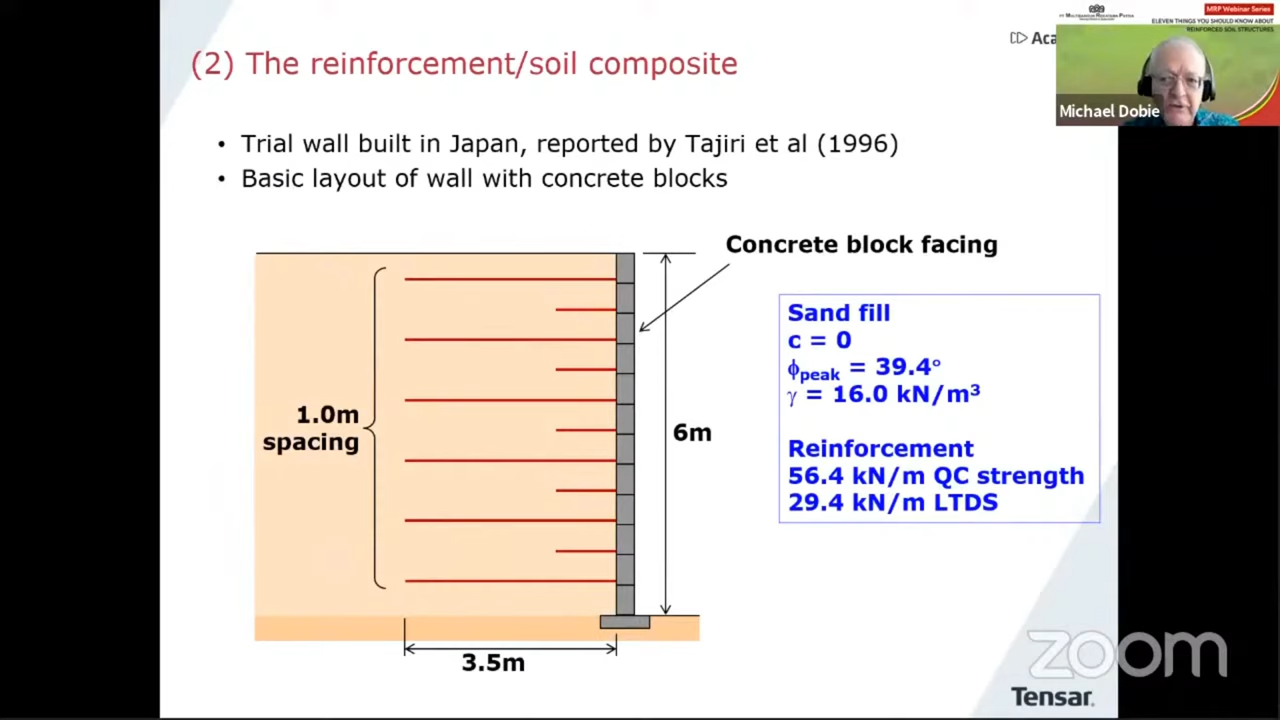 (2) The reinforcement/soil composite
• Trial wall built in Japan, reported by Tajiri et al (1996)
• Basic layout of wall with concrete blocks
Concrete block facing
1.0m
spacing
6m
3.5m
Sand fill
c = 0
ϕpeak = 39.4°
γ = 16.0 kN/m³
Reinforcement
56.4 kN/m QC strength
29.4 kN/m LTDS
MRP Webinar Series
ELEVEN THINGS YOU SHOULD KNOW ABOUT
REINFORCED SOIL STRUCTURES
Aca
Michael Dobie
zoom
Tensar